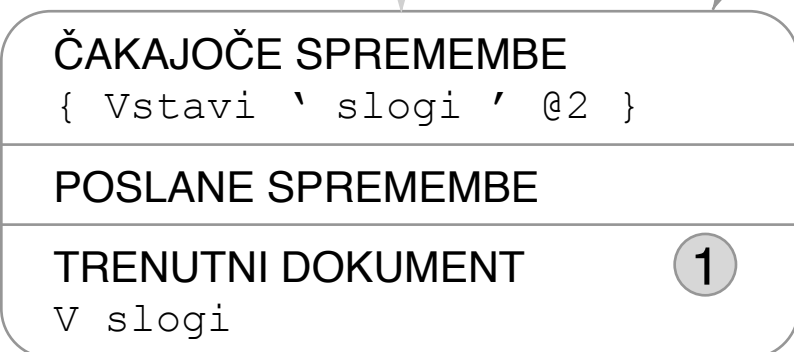 ČAKAJOČE SPREMEMBE
{ Vstavi ‘ slogi ’ @2 }
POSLANE SPREMEMBE
TRENUTNI DOKUMENT 1
V slogi